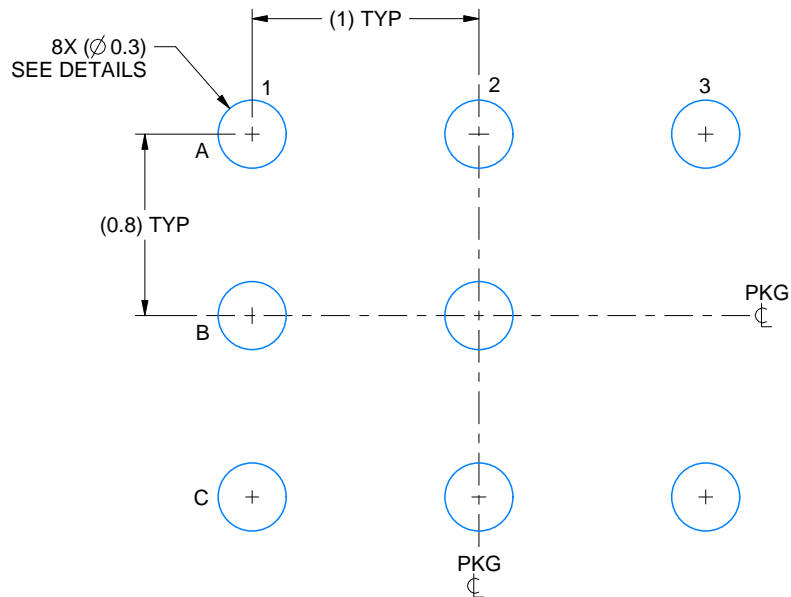 (1) TYP
8X (∅ 0.3)
SEE DETAILS
1
2
3
A
(0.8) TYP
B
PKG
℄
C
PKG
℄